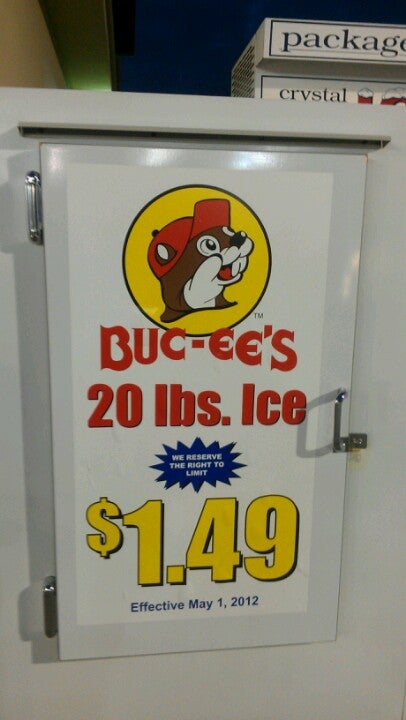 package
crystal
TM
BUC-EE'S
20 lbs. Ice
WE RESERVE
THE RIGHT TO
LIMIT
$1.49
Effective May 1, 2012